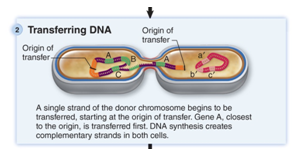 2 Transferring DNA
Origin of
transfer
Origin of
transfer
A
B
C
A
a'
b'
c'
A single strand of the donor chromosome begins to be
transferred, starting at the origin of transfer. Gene A, closest
to the origin, is transferred first. DNA synthesis creates
complementary strands in both cells.